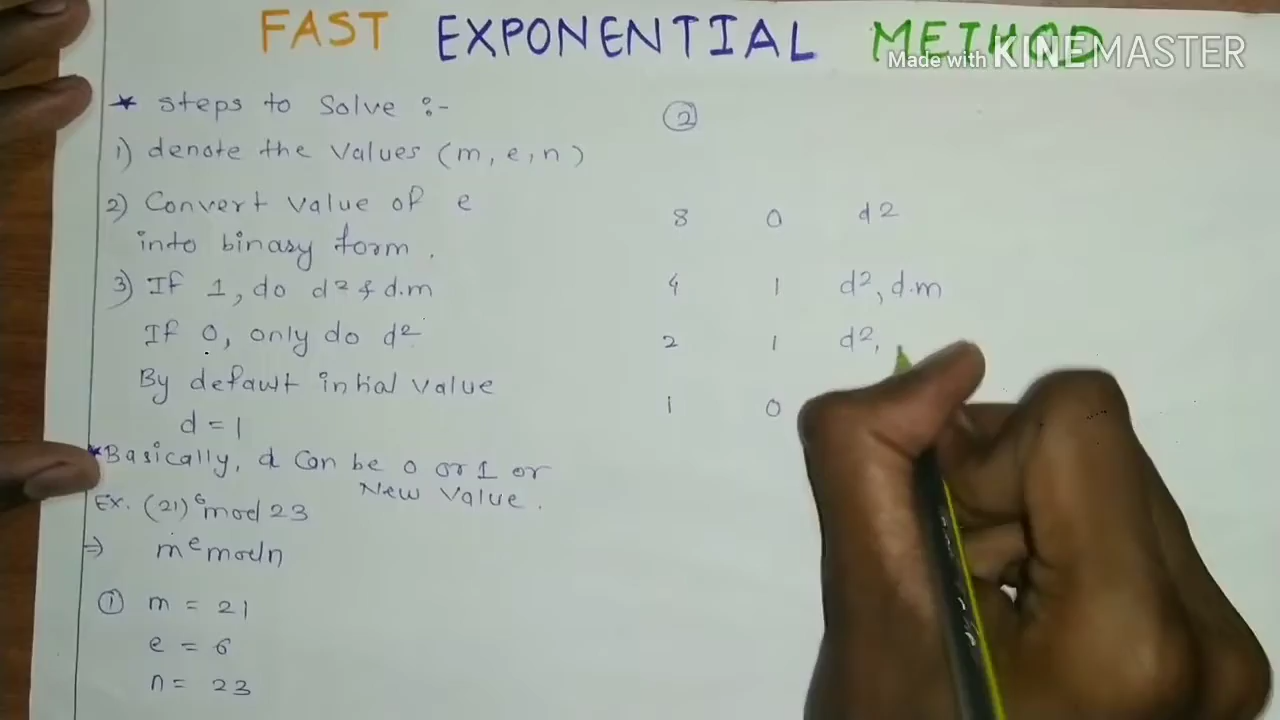 FAST EXPONENTIAL METHOD
Made with KINEMASTER
* Steps to Solve :-
1) denote the Values (m, e, n)
2) Convert Value of e
into binary form.
3) If 1, do d² & d.m
If 0, only do d²
By default intial value
d = 1
*Basically, d Can be 0 or 1 or
New Value.
Ex. (21)⁶ mod 23
=> mᵉ mod n
① m = 21
e = 6
n = 23
②
8 0 d2
4 1 d², d.m
2 1 d²,
1 0